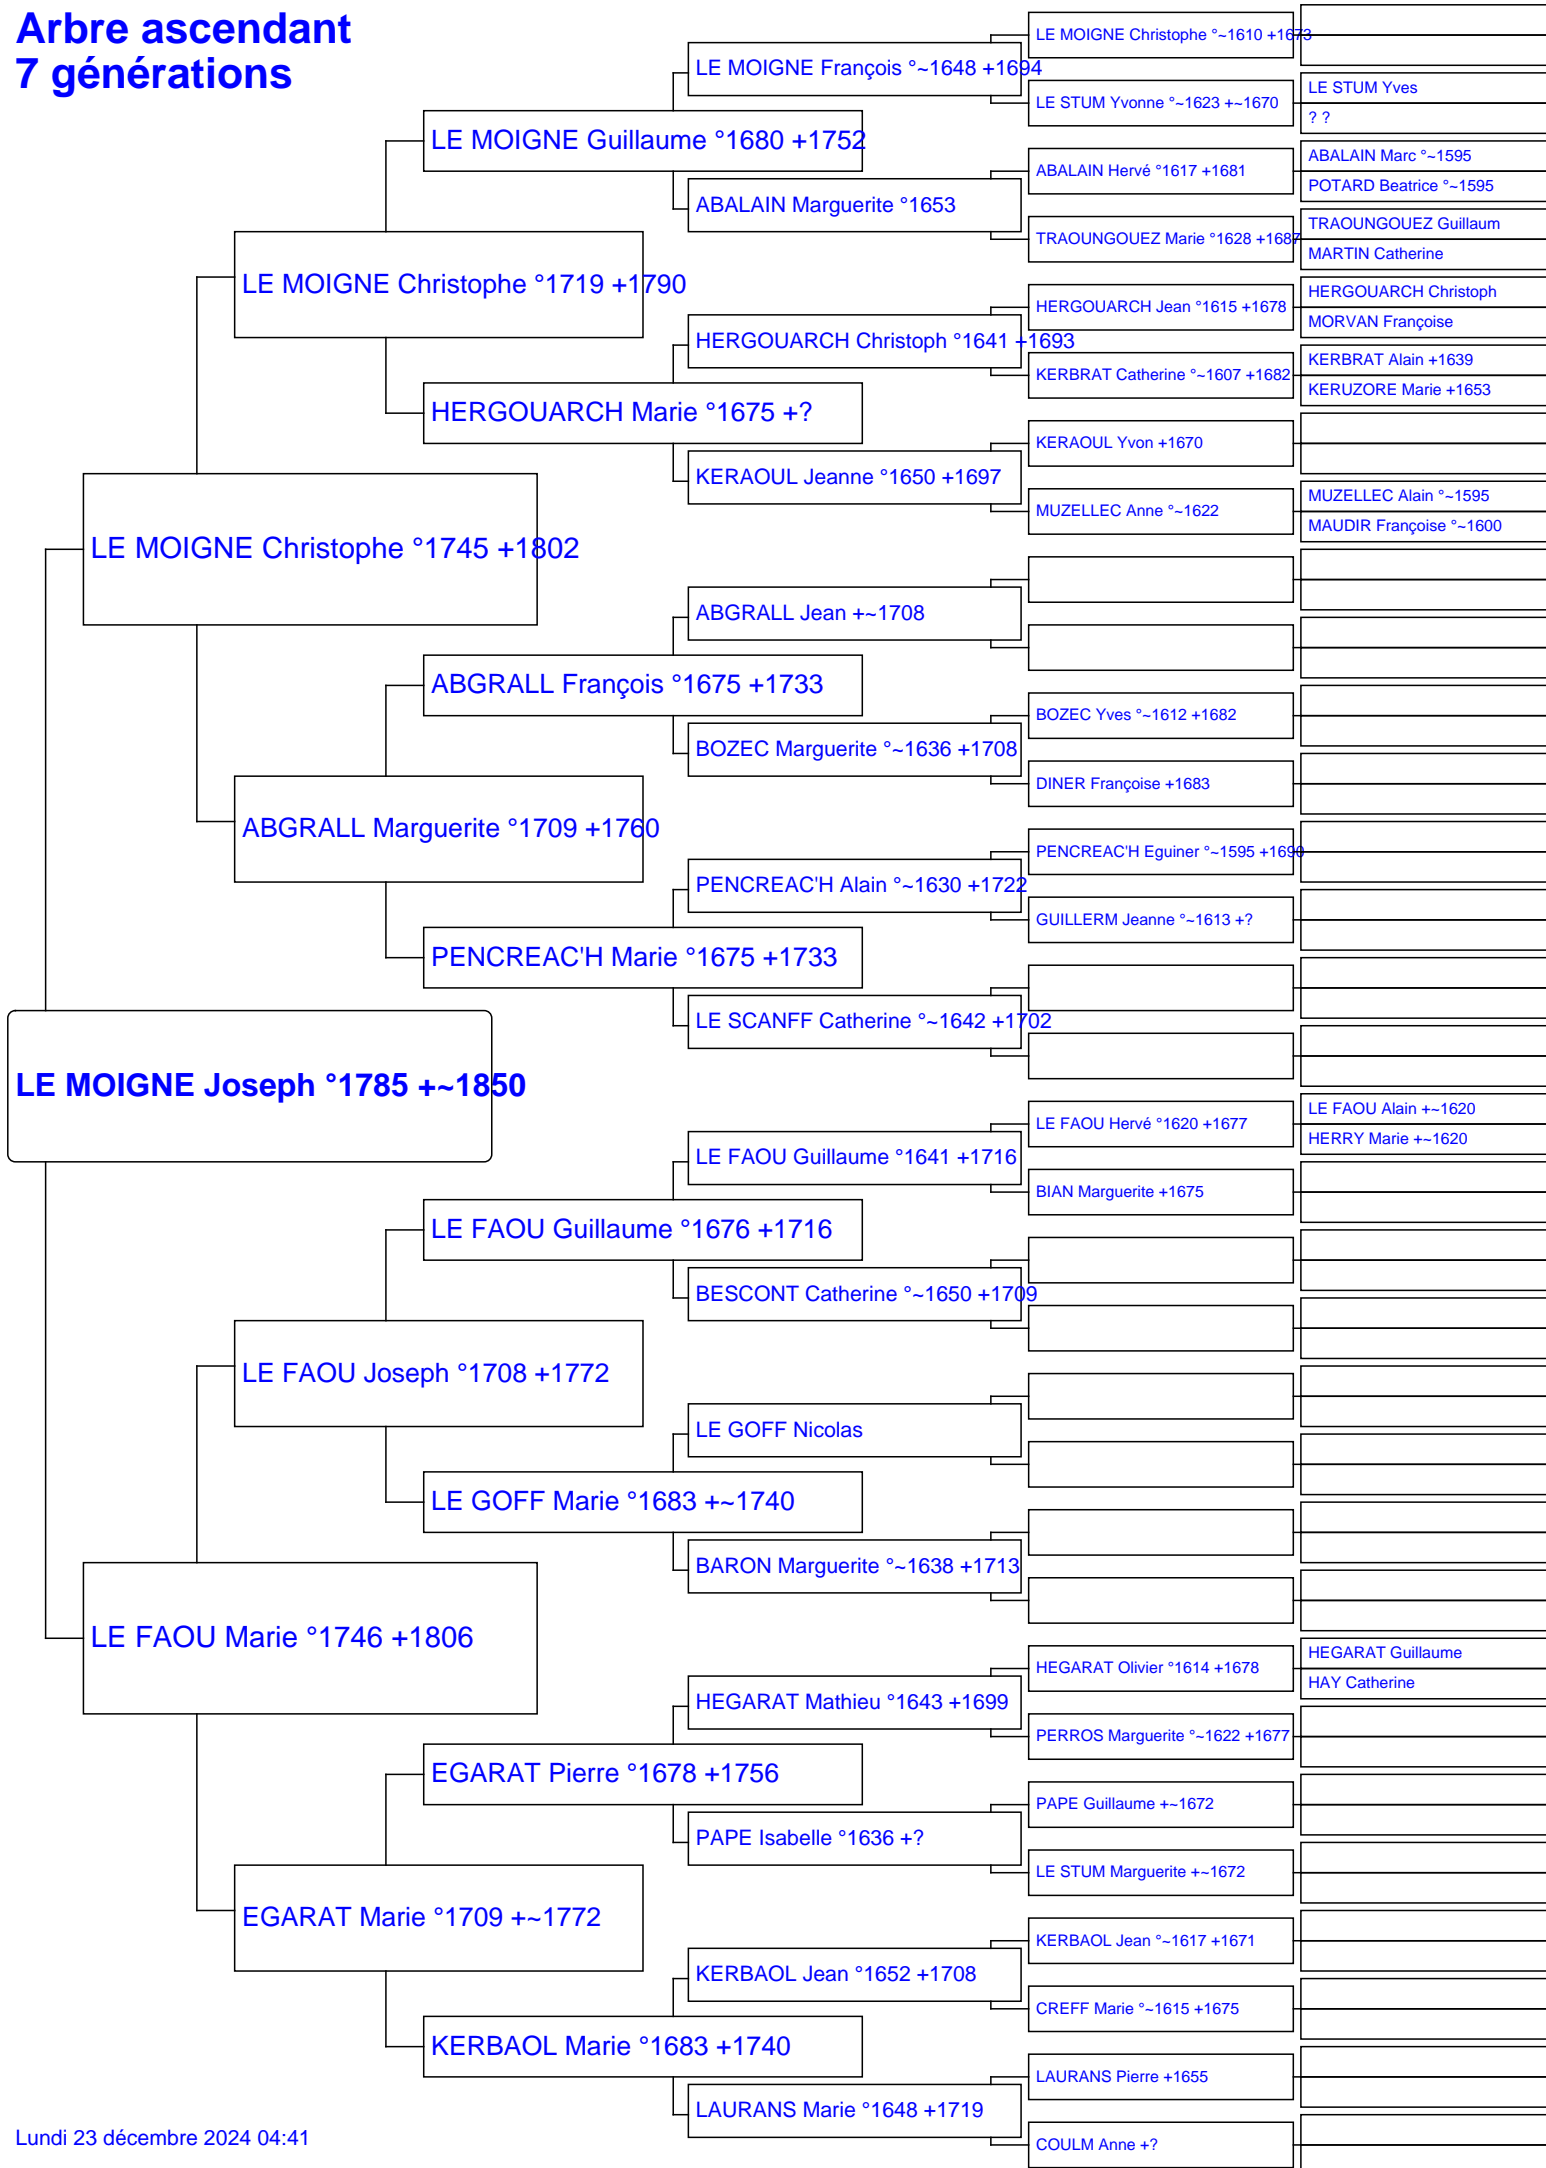 Arbre ascendant
7 générations
LE MOIGNE Joseph °1785 +~1850
LE MOIGNE Christophe °1745 +1802
LE FAOU Marie °1746 +1806
LE MOIGNE Christophe °1719 +1790
ABGRALL Marguerite °1709 +1760
LE FAOU Joseph °1708 +1772
EGARAT Marie °1709 +~1772
LE MOIGNE Guillaume °1680 +1752
HERGOUARCH Marie °1675 +?
ABGRALL François °1675 +1733
PENCREAC'H Marie °1675 +1733
LE FAOU Guillaume °1676 +1716
LE GOFF Marie °1683 +~1740
EGARAT Pierre °1678 +1756
KERBAOL Marie °1683 +1740
LE MOIGNE François °~1648 +1694
ABALAIN Marguerite °1653
HERGOUARCH Christoph °1641 +1693
KERAOUL Jeanne °1650 +1697
ABGRALL Jean +~1708
BOZEC Marguerite °~1636 +1708
PENCREAC'H Alain °~1630 +1722
LE SCANFF Catherine °~1642 +1702
LE FAOU Guillaume °1641 +1716
BESCONT Catherine °~1650 +1709
LE GOFF Nicolas
BARON Marguerite °~1638 +1713
HEGARAT Mathieu °1643 +1699
PAPE Isabelle °1636 +?
KERBAOL Jean °1652 +1708
LAURANS Marie °1648 +1719
LE MOIGNE Christophe °~1610 +1673
LE STUM Yvonne °~1623 +~1670
ABALAIN Hervé °1617 +1681
TRAOUNGOUEZ Marie °1628 +1687
HERGOUARCH Jean °1615 +1678
KERBRAT Catherine °~1607 +1682
KERAOUL Yvon +1670
MUZELLEC Anne °~1622
BOZEC Yves °~1612 +1682
DINER Françoise +1683
PENCREAC'H Eguiner °~1595 +1690
GUILLERM Jeanne °~1613 +?
LE FAOU Hervé °1620 +1677
BIAN Marguerite +1675
HEGARAT Olivier °1614 +1678
PERROS Marguerite °~1622 +1677
PAPE Guillaume +~1672
LE STUM Marguerite +~1672
KERBAOL Jean °~1617 +1671
CREFF Marie °~1615 +1675
LAURANS Pierre +1655
COULM Anne +?
LE STUM Yves
? ?
ABALAIN Marc °~1595
POTARD Beatrice °~1595
TRAOUNGOUEZ Guillaum
MARTIN Catherine
HERGOUARCH Christoph
MORVAN Françoise
KERBRAT Alain +1639
KERUZORE Marie +1653
MUZELLEC Alain °~1595
MAUDIR Françoise °~1600
LE FAOU Alain +~1620
HERRY Marie +~1620
HEGARAT Guillaume
HAY Catherine
Lundi 23 décembre 2024 04:41